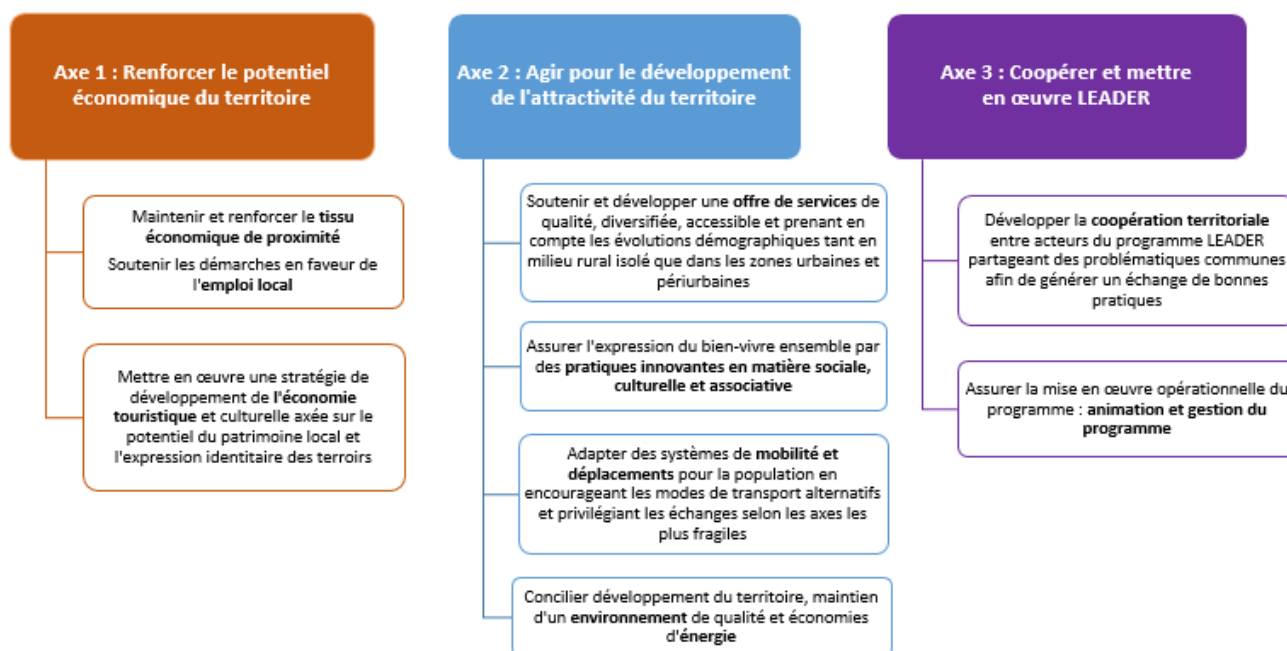 Axe 1 : Renforcer le potentiel
économique du territoire
Maintenir et renforcer le tissu
économique de proximité
Soutenir les démarches en faveur de
l'emploi local
Mettre en œuvre une stratégie de
développement de l'économie
touristique et culturelle axée sur le
potentiel du patrimoine local et
l'expression identitaire des terroirs
Axe 2 : Agir pour le développement
de l'attractivité du territoire
Soutenir et développer une offre de services de
qualité, diversifiée, accessible et prenant en
compte les évolutions démographiques tant en
milieu rural isolé que dans les zones urbaines et
périurbaines
Assurer l'expression du bien-vivre ensemble par
des pratiques innovantes en matière sociale,
culturelle et associative
Adapter des systèmes de mobilité et
déplacements pour la population en
encourageant les modes de transport alternatifs
et privilégiant les échanges selon les axes les
plus fragiles
Concilier développement du territoire, maintien
d'un environnement de qualité et économies
d'énergie
Axe 3 : Coopérer et mettre
en œuvre LEADER
Développer la coopération territoriale
entre acteurs du programme LEADER
partageant des problématiques communes
afin de générer un échange de bonnes
pratiques
Assurer la mise en œuvre opérationnelle du
programme : animation et gestion du
programme